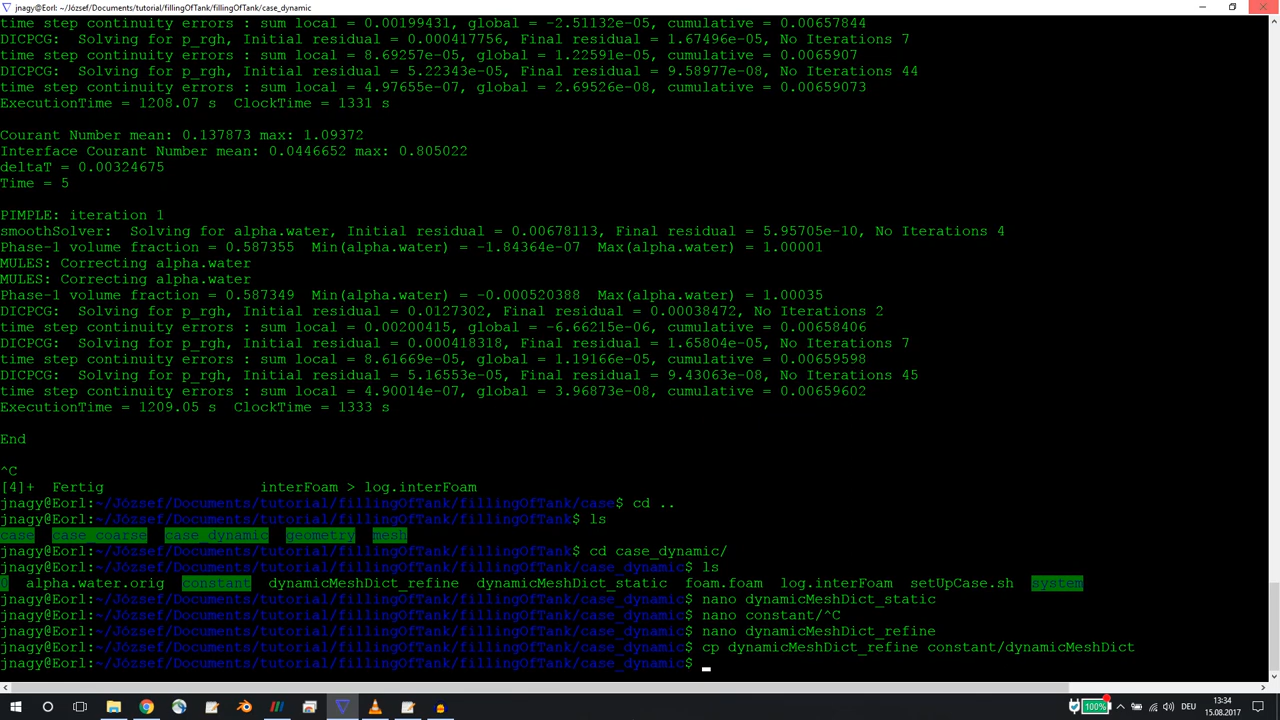 jnagy@Eorl: ~/József/Documents/tutorial/fillingOfTank/case_dynamic
time step continuity errors : sum local = 0.00199431, global = -2.51132e-05, cumulative = 0.00657844
DICPCG:  Solving for p_rgh, Initial residual = 0.000417756, Final residual = 1.67496e-05, No Iterations 7
time step continuity errors : sum local = 8.69257e-05, global = 1.22591e-05, cumulative = 0.0065907
DICPCG:  Solving for p_rgh, Initial residual = 5.22343e-05, Final residual = 9.58977e-08, No Iterations 44
time step continuity errors : sum local = 4.97655e-07, global = 2.69526e-08, cumulative = 0.00659073
ExecutionTime = 1208.07 s  ClockTime = 1331 s
Courant Number mean: 0.137873 max: 1.09372
Interface Courant Number mean: 0.0446652 max: 0.805022
deltaT = 0.00324675
Time = 5
PIMPLE: iteration 1
smoothSolver:  Solving for alpha.water, Initial residual = 0.00678113, Final residual = 5.95705e-10, No Iterations 4
Phase-1 volume fraction = 0.587355  Min(alpha.water) = -1.84364e-07  Max(alpha.water) = 1.00001
MULES: Correcting alpha.water
MULES: Correcting alpha.water
Phase-1 volume fraction = 0.587349  Min(alpha.water) = -0.000520388  Max(alpha.water) = 1.00035
DICPCG:  Solving for p_rgh, Initial residual = 0.0127302, Final residual = 0.00038472, No Iterations 2
time step continuity errors : sum local = 0.00200415, global = -6.66215e-06, cumulative = 0.00658406
DICPCG:  Solving for p_rgh, Initial residual = 0.000418318, Final residual = 1.65804e-05, No Iterations 7
time step continuity errors : sum local = 8.61669e-05, global = 1.19166e-05, cumulative = 0.00659598
DICPCG:  Solving for p_rgh, Initial residual = 5.16553e-05, Final residual = 9.43063e-08, No Iterations 45
time step continuity errors : sum local = 4.90014e-07, global = 3.96873e-08, cumulative = 0.00659602
ExecutionTime = 1209.05 s  ClockTime = 1333 s
End
^C
[4]+  Fertig                  interFoam > log.interFoam
jnagy@Eorl:~/József/Documents/tutorial/fillingOfTank/fillingOfTank/case$ cd ..
jnagy@Eorl:~/József/Documents/tutorial/fillingOfTank/fillingOfTank$ ls
case  case_coarse  case_dynamic  geometry  mesh
jnagy@Eorl:~/József/Documents/tutorial/fillingOfTank/fillingOfTank$ cd case_dynamic/
jnagy@Eorl:~/József/Documents/tutorial/fillingOfTank/fillingOfTank/case_dynamic$ ls
0  alpha.water.orig  constant  dynamicMeshDict_refine  dynamicMeshDict_static  foam.foam  log.interFoam  setUpCase.sh  system
jnagy@Eorl:~/József/Documents/tutorial/fillingOfTank/fillingOfTank/case_dynamic$ nano dynamicMeshDict_static
jnagy@Eorl:~/József/Documents/tutorial/fillingOfTank/fillingOfTank/case_dynamic$ nano constant/^C
jnagy@Eorl:~/József/Documents/tutorial/fillingOfTank/fillingOfTank/case_dynamic$ nano dynamicMeshDict_refine
jnagy@Eorl:~/József/Documents/tutorial/fillingOfTank/fillingOfTank/case_dynamic$ cp dynamicMeshDict_refine constant/dynamicMeshDict
jnagy@Eorl:~/József/Documents/tutorial/fillingOfTank/fillingOfTank/case_dynamic$
100%
DEU
13:34
15.08.2017